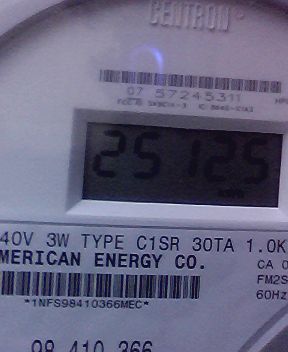 CENTRON®
07 57245311
25125
40V 3W TYPE C1SR 30TA 1.0K
MERICAN ENERGY CO.
CA 0
FM2S
60Hz
*1NFS98410366MEC*
98 410 366